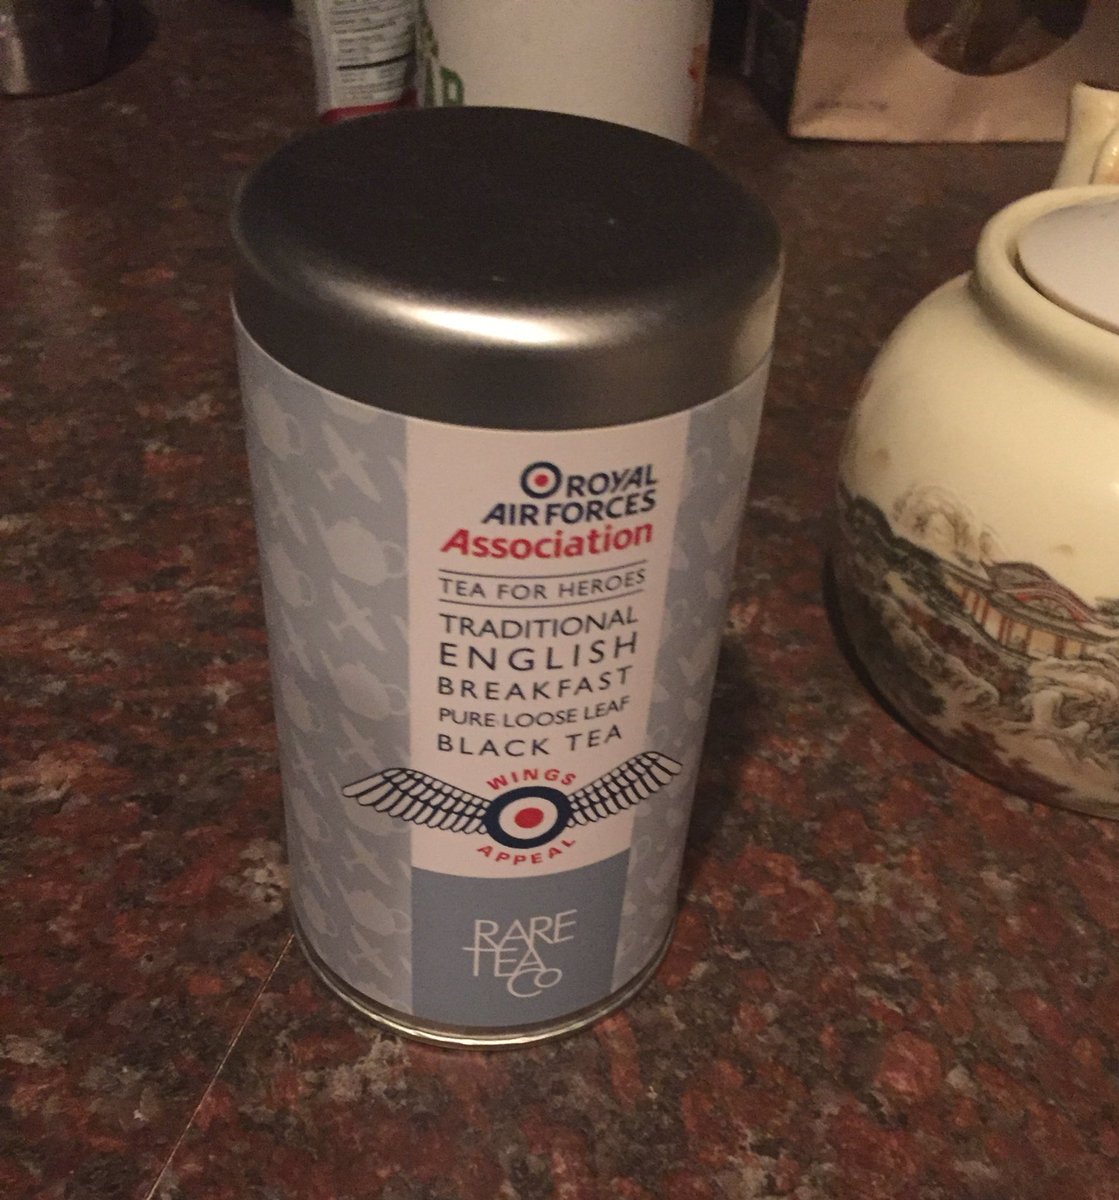 ROYAL
AIR FORCES
Association
TEA FOR HEROES
TRADITIONAL
ENGLISH
BREAKFAST
PURE LOOSE LEAF
BLACK TEA
WINGS
APPEAL
RARE
TEA
Co